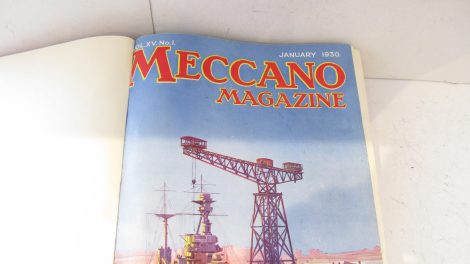 VOL.XV. No.1.
JANUARY 1930.
MECCANO
MAGAZINE